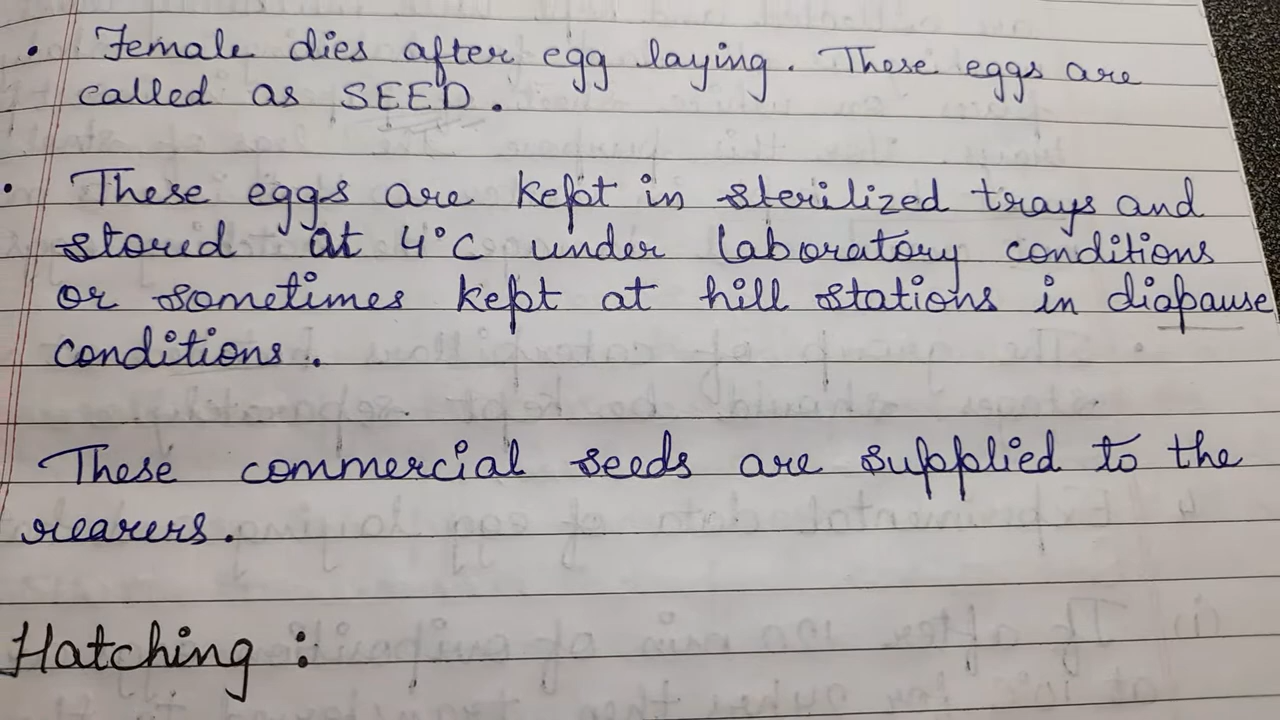 • Female dies after egg laying. These eggs are
called as SEED.
• These eggs are kept in sterilized trays and
stored at 4°C under laboratory conditions
or sometimes kept at hill stations in diapause
conditions.
These commercial seeds are supplied to the
rearers.
Hatching :